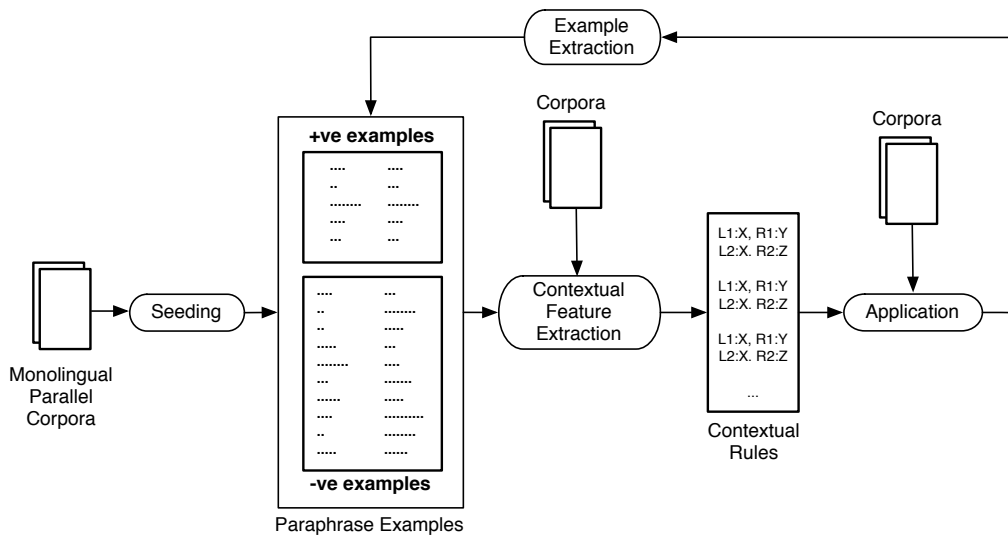 Example
Extraction
Corpora
Corpora
+ve examples
L1:X, R1:Y
L2:X. R2:Z
L1:X, R1:Y
L2:X. R2:Z
L1:X, R1:Y
L2:X. R2:Z
...
Seeding
Contextual
Feature
Extraction
Application
Monolingual
Parallel
Corpora
Contextual
Rules
-ve examples
Paraphrase Examples